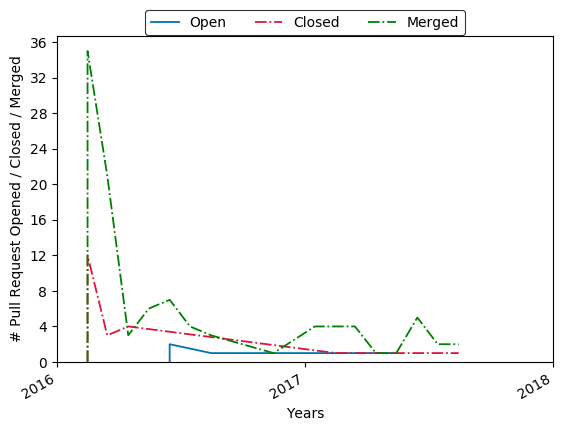 Open Closed Merged
# Pull Request Opened / Closed / Merged
36
32
28
24
20
16
12
8
4
0
2016 2017 2018
Years